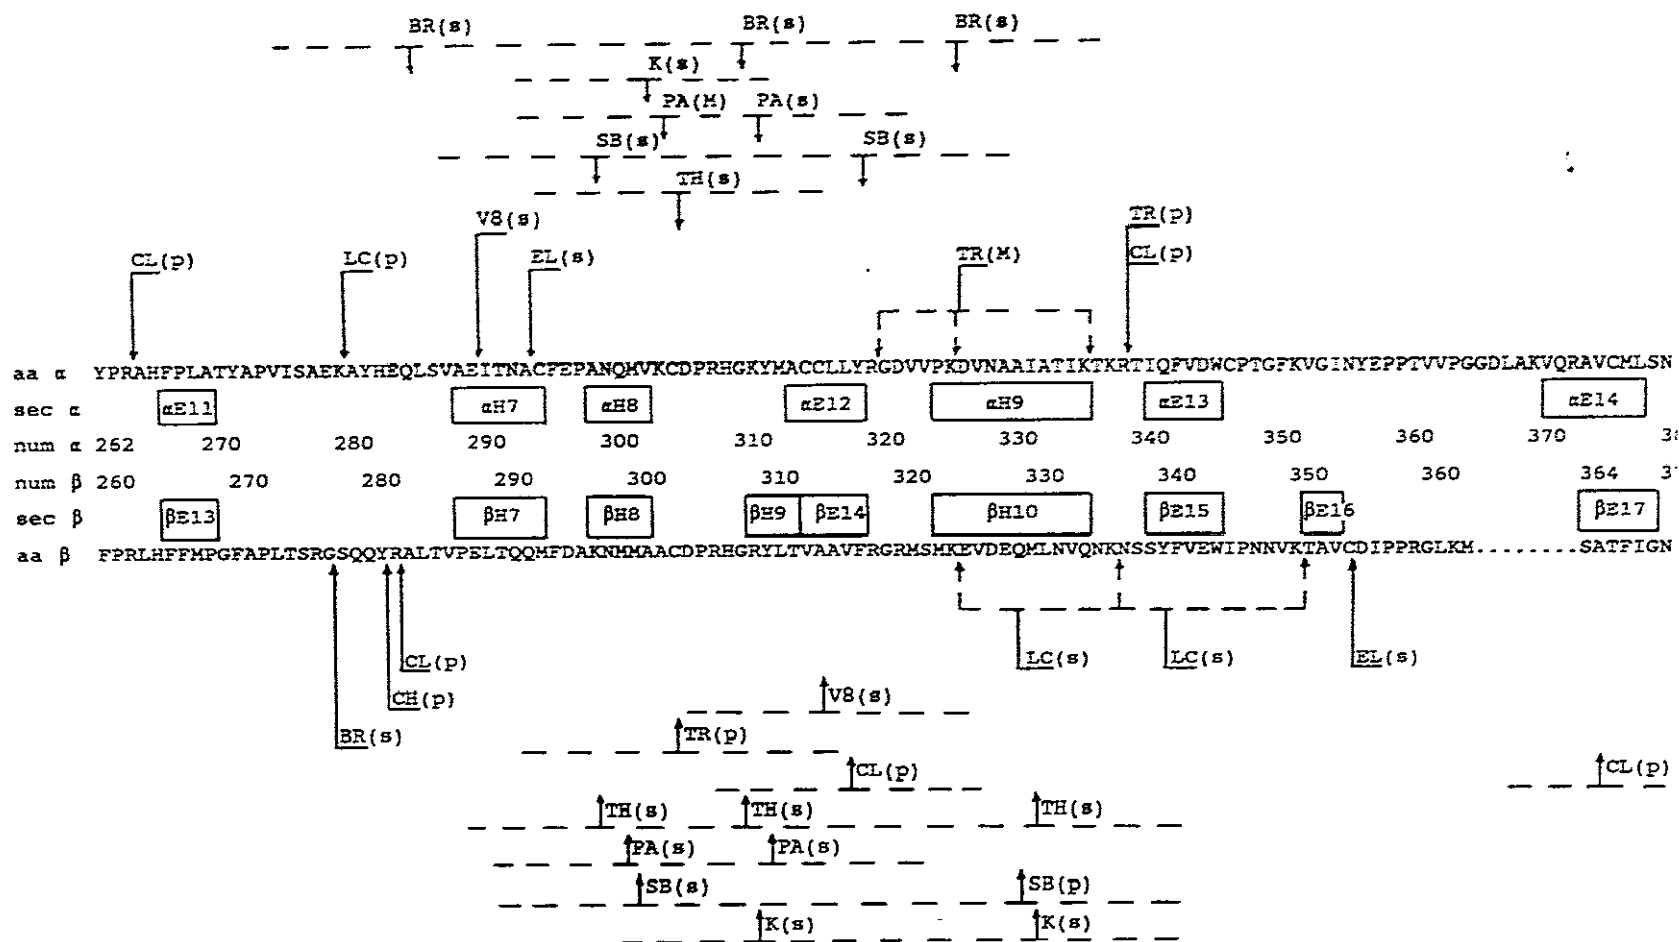 BR(s) BR(s) BR(s)
K(s)
PA(M) PA(s)
SB(s) SB(s)
TH(s)
V8(s) TR(p)
CL(p) LC(p) EL(s) TR(M) CL(p)
aa α YPRAHFPLATYAPVISAEKAYHEQLSVAEITNACFEPANQMVKCDPRHGKYMACCLLYRGDVVPKDVNAAIATIKTKRTIQFVDWCPTGFKVGINYEPPTVVPGGDLAKVQRAVCMLSN
sec α αE11 αH7 αH8 αE12 αH9 αE13 αE14
num α 262 270 280 290 300 310 320 330 340 350 360 370
num β 260 270 280 290 300 310 320 330 340 350 360 364
sec β βE13 βH7 βH8 βH9 βE14 βH10 βE15 βE16 βE17
aa β FPRLHFFMPGFAPLTSRGSQQYRALTVPELTQQMFDAKNMMAACDPRHGRYLTVAAVFRGRMSMKEVDEQMLNVQNKNSSYFVEWIPNNVKTAVCDIPPRGLKM.........SATFIGN
CL(p) LC(s) LC(s) EL(s)
CH(p) V8(s)
BR(s) TR(p)
CL(p) CL(p)
TH(s) TH(s) TH(s)
PA(s) PA(s)
SB(s) SB(p)
K(s) K(s)